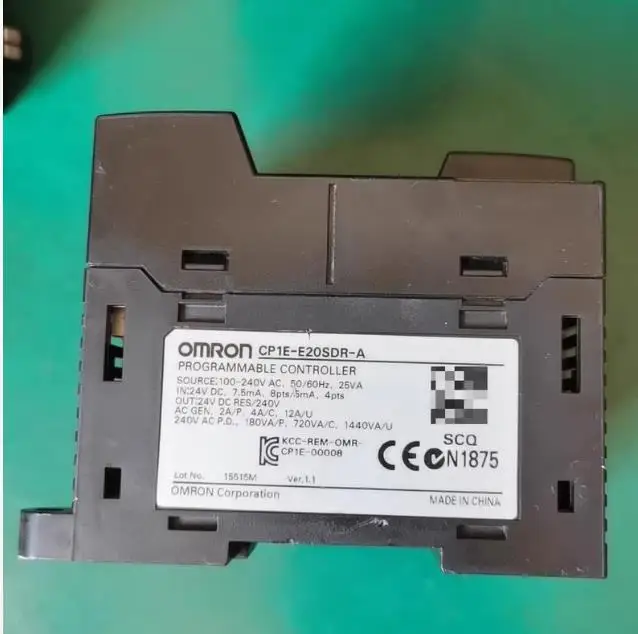 OMRON CP1E-E20SDR-A
PROGRAMMABLE CONTROLLER
SOURCE:100-240V AC, 50/60Hz, 25VA
IN:24V DC, 7.5mA, 8pts/5mA, 4pts
OUT:24V DC RES/240V
AC GEN, 2A/P, 4A/C, 12A/U
240V AC P.D., 180VA/P, 720VA/C, 1440VA/U
KCC-REM-OMR-
CP1E-00008
SCQ
CE N1875
Lot No. 15515M Ver.1.1
OMRON Corporation MADE IN CHINA